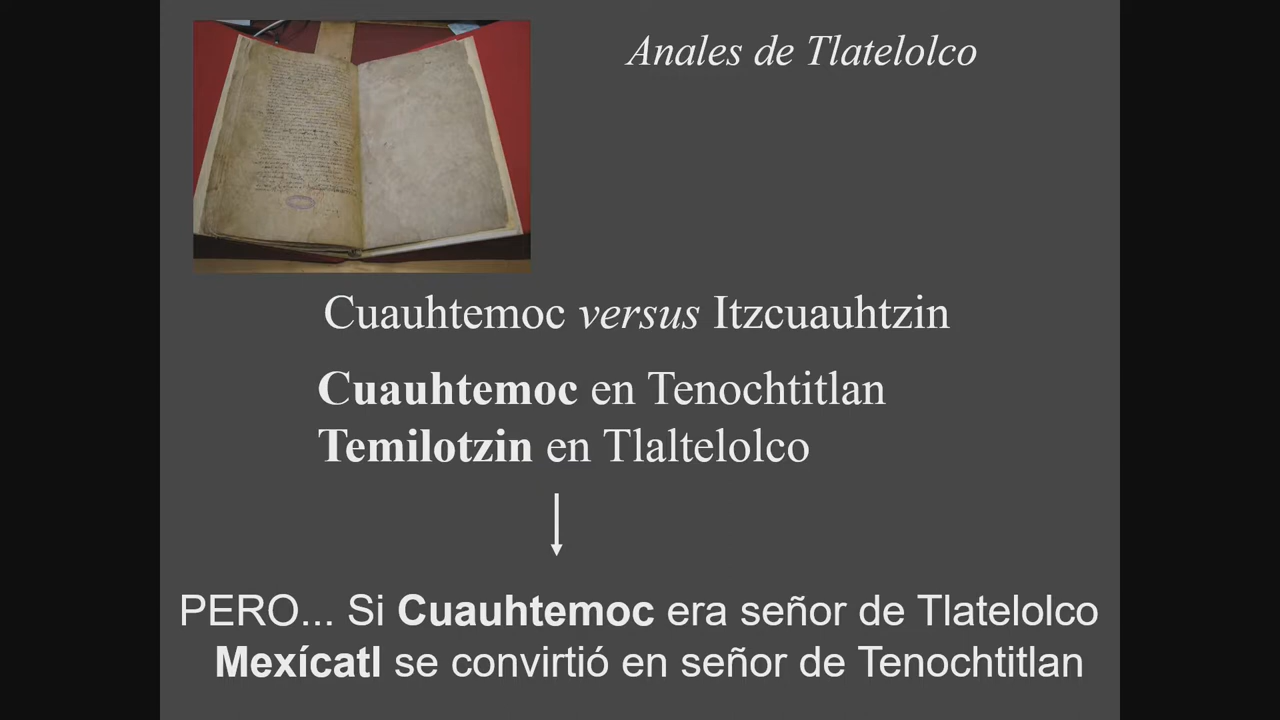 Anales de Tlatelolco
Cuauhtemoc versus Itzcuauhtzin
Cuauhtemoc en Tenochtitlan
Temilotzin en Tlaltelolco
PERO... Si Cuauhtemoc era señor de Tlatelolco
Mexícatl se convirtió en señor de Tenochtitlan